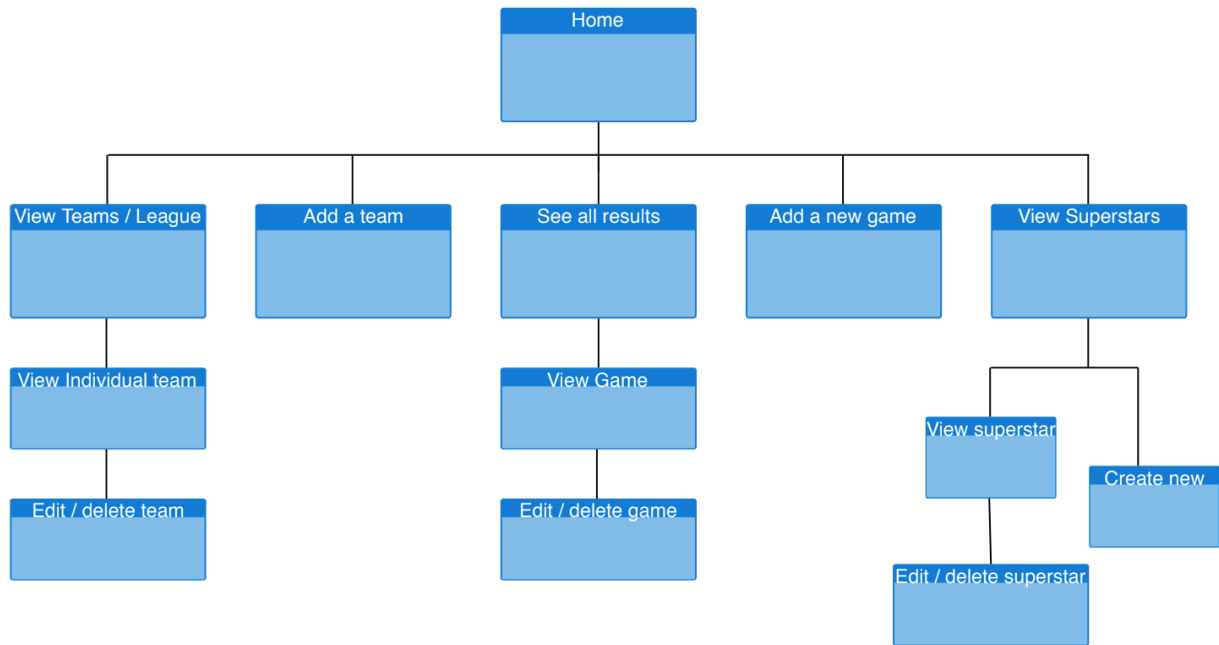 Home
View Teams / League
Add a team
See all results
Add a new game
View Superstars
View Individual team
View Game
View superstar
Create new
Edit / delete team
Edit / delete game
Edit / delete superstar